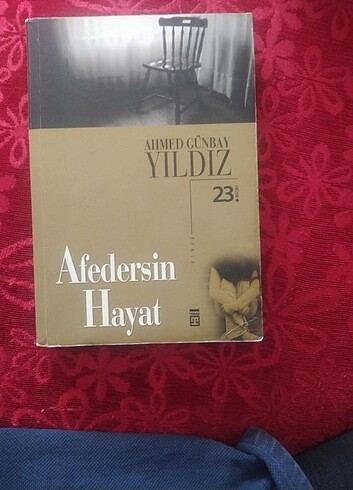 AHMED GÜNBAY
YILDIZ
23
Afedersin
Hayat